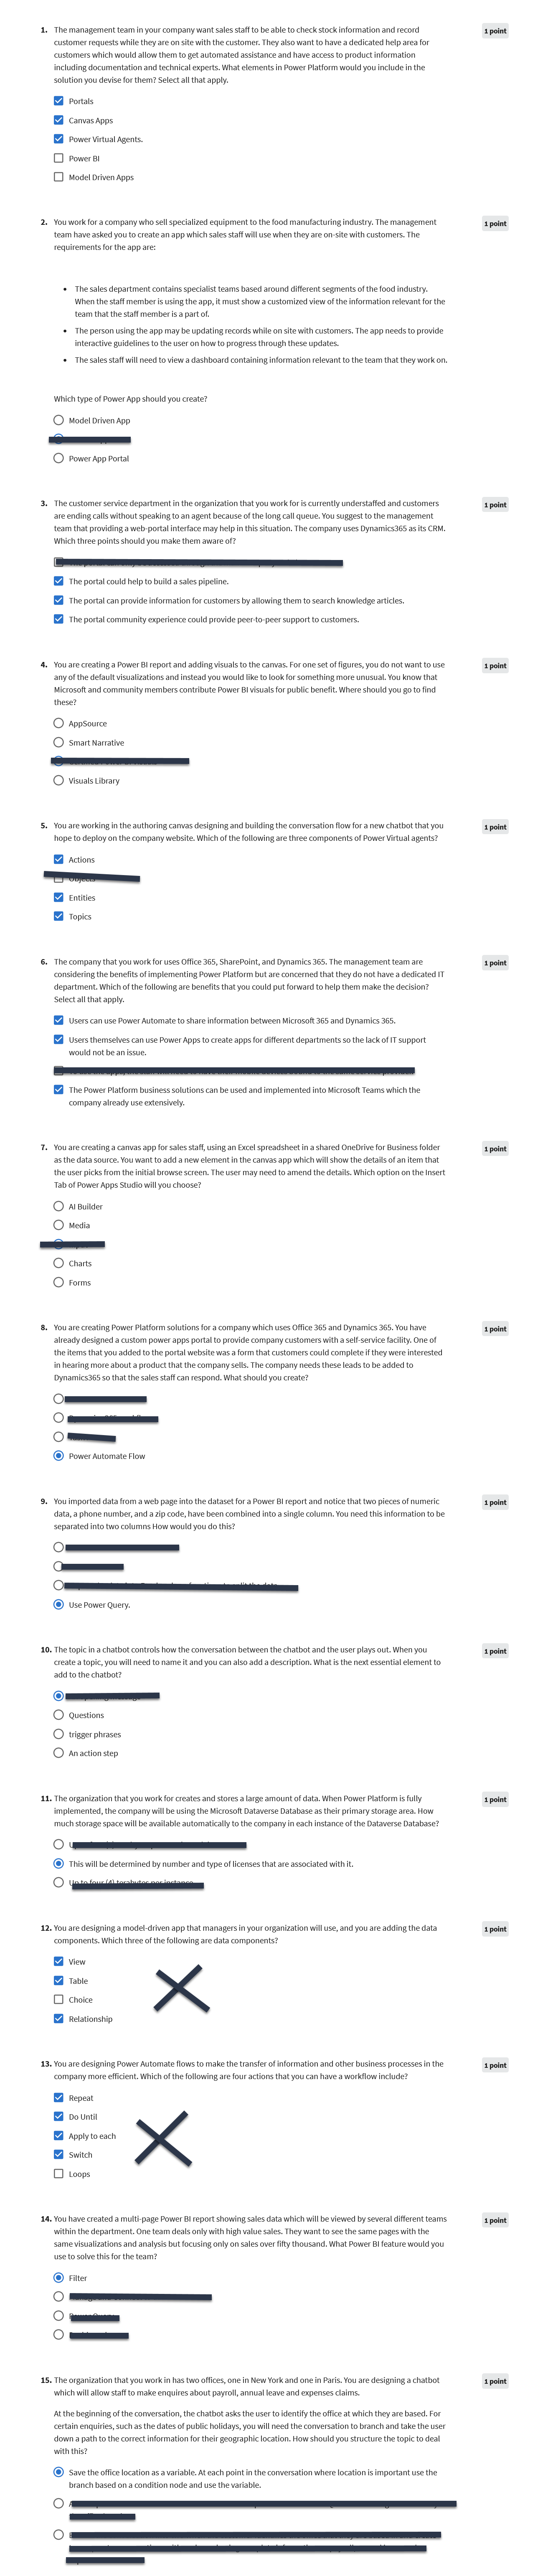 1. The management team in your company want sales staff to be able to check stock information and record
1 point
customer requests while they are on site with the customer. They also want to have a dedicated help area for
customers which would allow them to get automated assistance and have access to product information
including documentation and technical experts. What elements in Power Platform would you include in the
solution you devise for them? Select all that apply.
Portals
Canvas Apps
Power Virtual Agents.
Power BI
Model Driven Apps
2. You work for a company who sell specialized equipment to the food manufacturing industry. The management
1 point
team have asked you to create an app which sales staff will use when they are on-site with customers. The
requirements for the app are:
• The sales department contains specialist teams based around different segments of the food industry.
When the staff member is using the app, it must show a customized view of the information relevant for the
team that the staff member is a part of.
• The person using the app may be updating records while on site with customers. The app needs to provide
interactive guidelines to the user on how to progress through these updates.
• The sales staff will need to view a dashboard containing information relevant to the team that they work on.
Which type of Power App should you create?
Model Driven App
Power App Portal
3. The customer service department in the organization that you work for is currently understaffed and customers
1 point
are ending calls without speaking to an agent because of the long call queue. You suggest to the management
team that providing a web-portal interface may help in this situation. The company uses Dynamics365 as its CRM.
Which three points should you make them aware of?
The portal could help to build a sales pipeline.
The portal can provide information for customers by allowing them to search knowledge articles.
The portal community experience could provide peer-to-peer support to customers.
4. You are creating a Power BI report and adding visuals to the canvas. For one set of figures, you do not want to use
1 point
any of the default visualizations and instead you would like to look for something more unusual. You know that
Microsoft and community members contribute Power BI visuals for public benefit. Where should you go to find
these?
AppSource
Smart Narrative
Visuals Library
5. You are working in the authoring canvas designing and building the conversation flow for a new chatbot that you
1 point
hope to deploy on the company website. Which of the following are three components of Power Virtual agents?
Actions
Entities
Topics
6. The company that you work for uses Office 365, SharePoint, and Dynamics 365. The management team are
1 point
considering the benefits of implementing Power Platform but are concerned that they do not have a dedicated IT
department. Which of the following are benefits that you could put forward to help them make the decision?
Select all that apply.
Users can use Power Automate to share information between Microsoft 365 and Dynamics 365.
Users themselves can use Power Apps to create apps for different departments so the lack of IT support
would not be an issue.
The Power Platform business solutions can be used and implemented into Microsoft Teams which the
company already use extensively.
7. You are creating a canvas app for sales staff, using an Excel spreadsheet in a shared OneDrive for Business folder
1 point
as the data source. You want to add a new element in the canvas app which will show the details of an item that
the user picks from the initial browse screen. The user may need to amend the details. Which option on the Insert
Tab of Power Apps Studio will you choose?
AI Builder
Media
Charts
Forms
8. You are creating Power Platform solutions for a company which uses Office 365 and Dynamics 365. You have
1 point
already designed a custom power apps portal to provide company customers with a self-service facility. One of
the items that you added to the portal website was a form that customers could complete if they were interested
in hearing more about a product that the company sells. The company needs these leads to be added to
Dynamics365 so that the sales staff can respond. What should you create?
Power Automate Flow
9. You imported data from a web page into the dataset for a Power BI report and notice that two pieces of numeric
1 point
data, a phone number, and a zip code, have been combined into a single column. You need this information to be
separated into two columns How would you do this?
Use Power Query.
10. The topic in a chatbot controls how the conversation between the chatbot and the user plays out. When you
1 point
create a topic, you will need to name it and you can also add a description. What is the next essential element to
add to the chatbot?
Questions
trigger phrases
An action step
11. The organization that you work for creates and stores a large amount of data. When Power Platform is fully
1 point
implemented, the company will be using the Microsoft Dataverse Database as their primary storage area. How
much storage space will be available automatically to the company in each instance of the Dataverse Database?
This will be determined by number and type of licenses that are associated with it.
12. You are designing a model-driven app that managers in your organization will use, and you are adding the data
1 point
components. Which three of the following are data components?
View
Table
Choice
Relationship
13. You are designing Power Automate flows to make the transfer of information and other business processes in the
1 point
company more efficient. Which of the following are four actions that you can have a workflow include?
Repeat
Do Until
Apply to each
Switch
Loops
14. You have created a multi-page Power BI report showing sales data which will be viewed by several different teams
1 point
within the department. One team deals only with high value sales. They want to see the same pages with the
same visualizations and analysis but focusing only on sales over fifty thousand. What Power BI feature would you
use to solve this for the team?
Filter
15. The organization that you work in has two offices, one in New York and one in Paris. You are designing a chatbot
1 point
which will allow staff to make enquires about payroll, annual leave and expenses claims.
At the beginning of the conversation, the chatbot asks the user to identify the office at which they are based. For
certain enquiries, such as the dates of public holidays, you will need the conversation to branch and take the user
down a path to the correct information for their geographic location. How should you structure the topic to deal
with this?
Save the office location as a variable. At each point in the conversation where location is important use the
branch based on a condition node and use the variable.